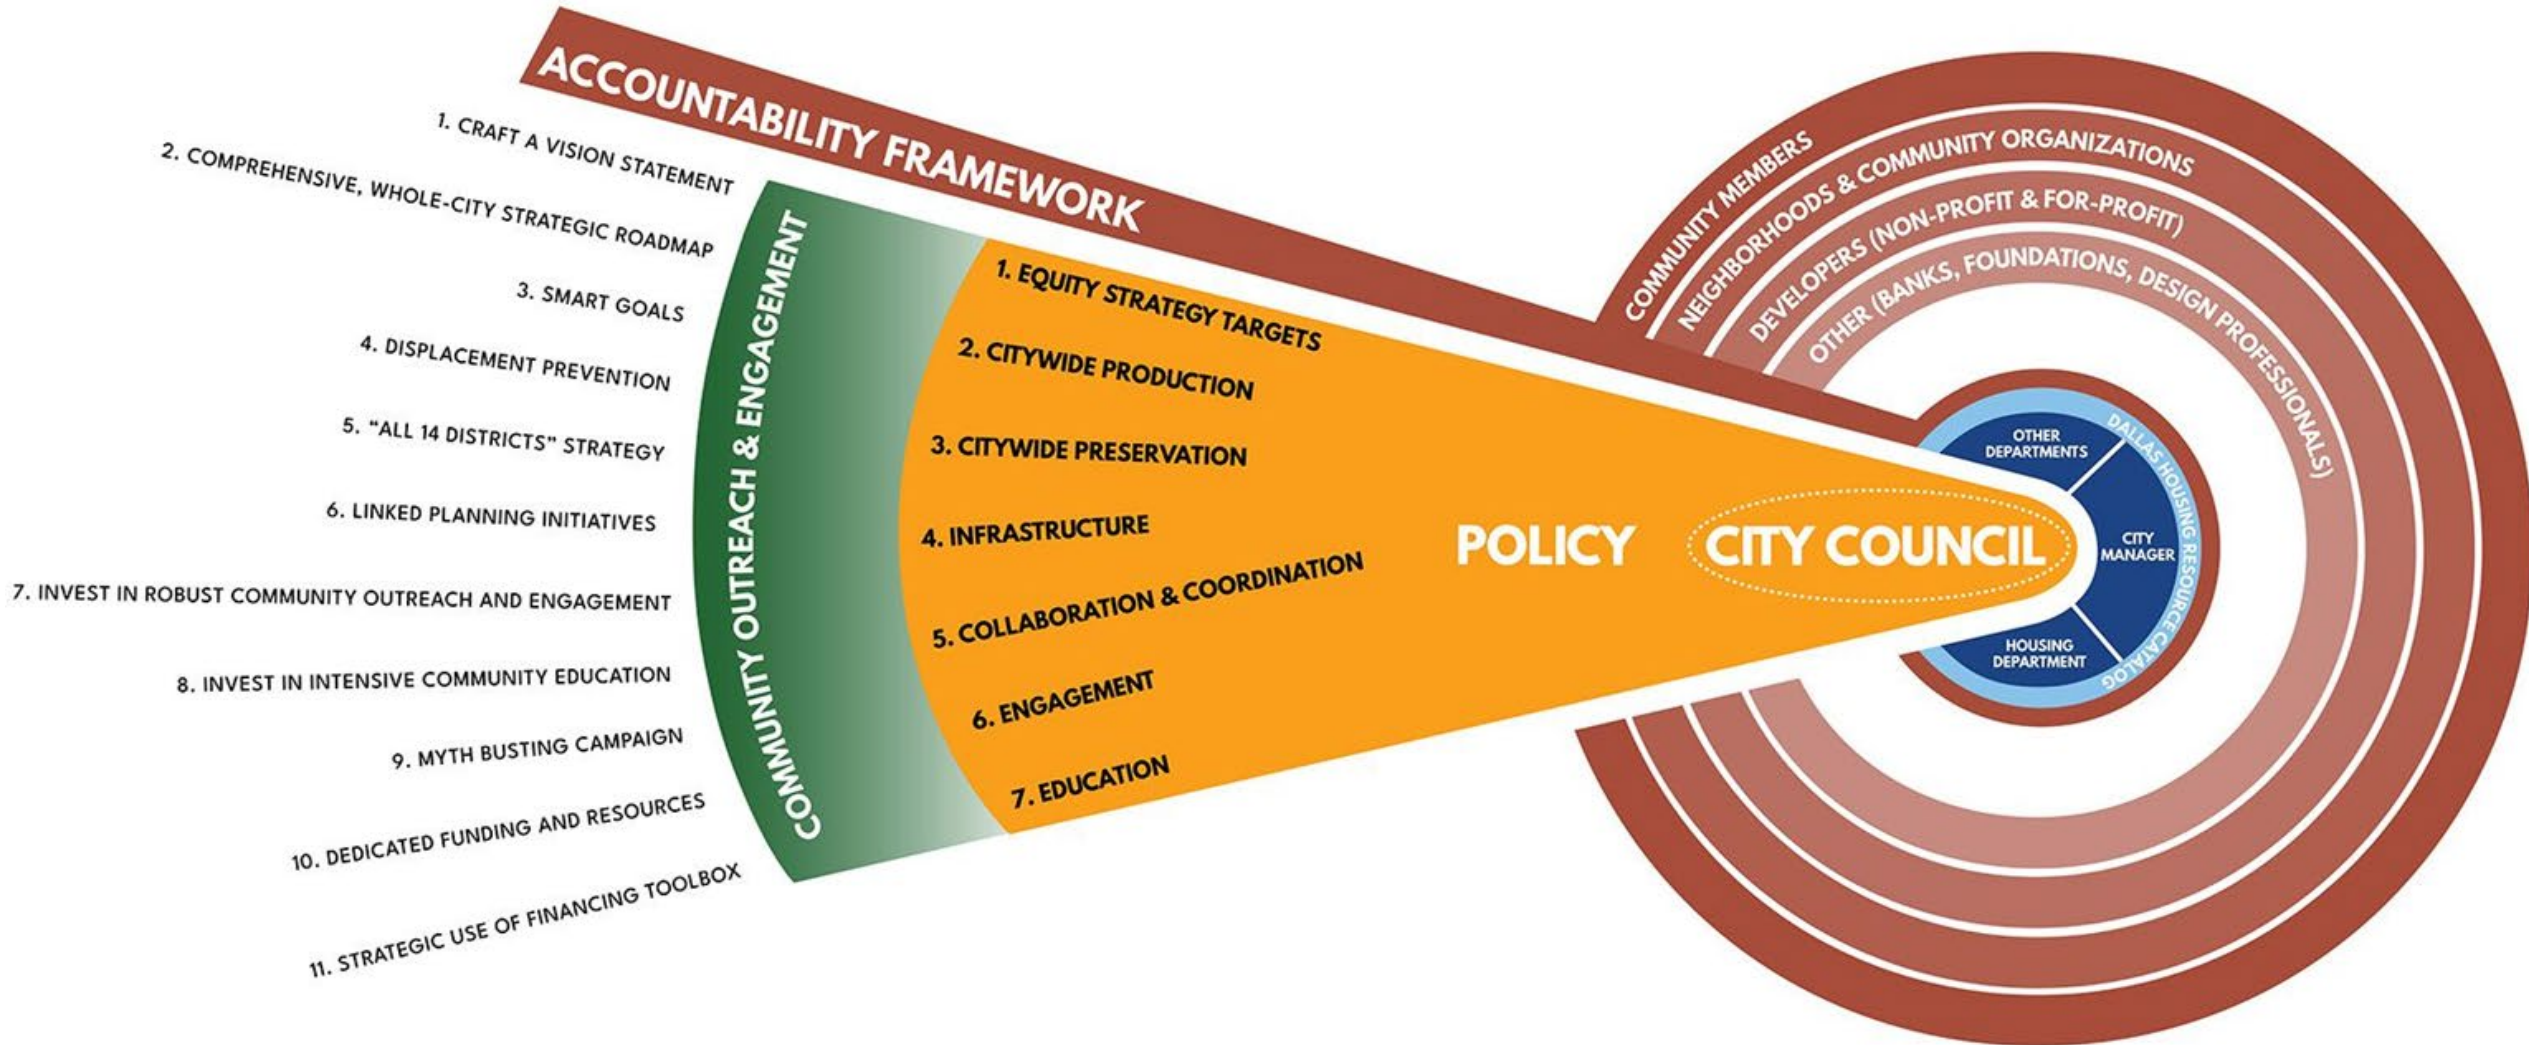 ACCOUNTABILITY FRAMEWORK
1. CRAFT A VISION STATEMENT
2. COMPREHENSIVE, WHOLE-CITY STRATEGIC ROADMAP
3. SMART GOALS
4. DISPLACEMENT PREVENTION
5. “ALL 14 DISTRICTS” STRATEGY
6. LINKED PLANNING INITIATIVES
7. INVEST IN ROBUST COMMUNITY OUTREACH AND ENGAGEMENT
8. INVEST IN INTENSIVE COMMUNITY EDUCATION
9. MYTH BUSTING CAMPAIGN
10. DEDICATED FUNDING AND RESOURCES
11. STRATEGIC USE OF FINANCING TOOLBOX
COMMUNITY OUTREACH & ENGAGEMENT
1. EQUITY STRATEGY TARGETS
2. CITYWIDE PRODUCTION
3. CITYWIDE PRESERVATION
4. INFRASTRUCTURE
5. COLLABORATION & COORDINATION
6. ENGAGEMENT
7. EDUCATION
POLICY
CITY COUNCIL
COMMUNITY MEMBERS
NEIGHBORHOODS & COMMUNITY ORGANIZATIONS
DEVELOPERS (NON-PROFIT & FOR-PROFIT)
OTHER (BANKS, FOUNDATIONS, DESIGN PROFESSIONALS)
DALLAS HOUSING RESOURCE CATALOG
OTHER
DEPARTMENTS
CITY
MANAGER
HOUSING
DEPARTMENT